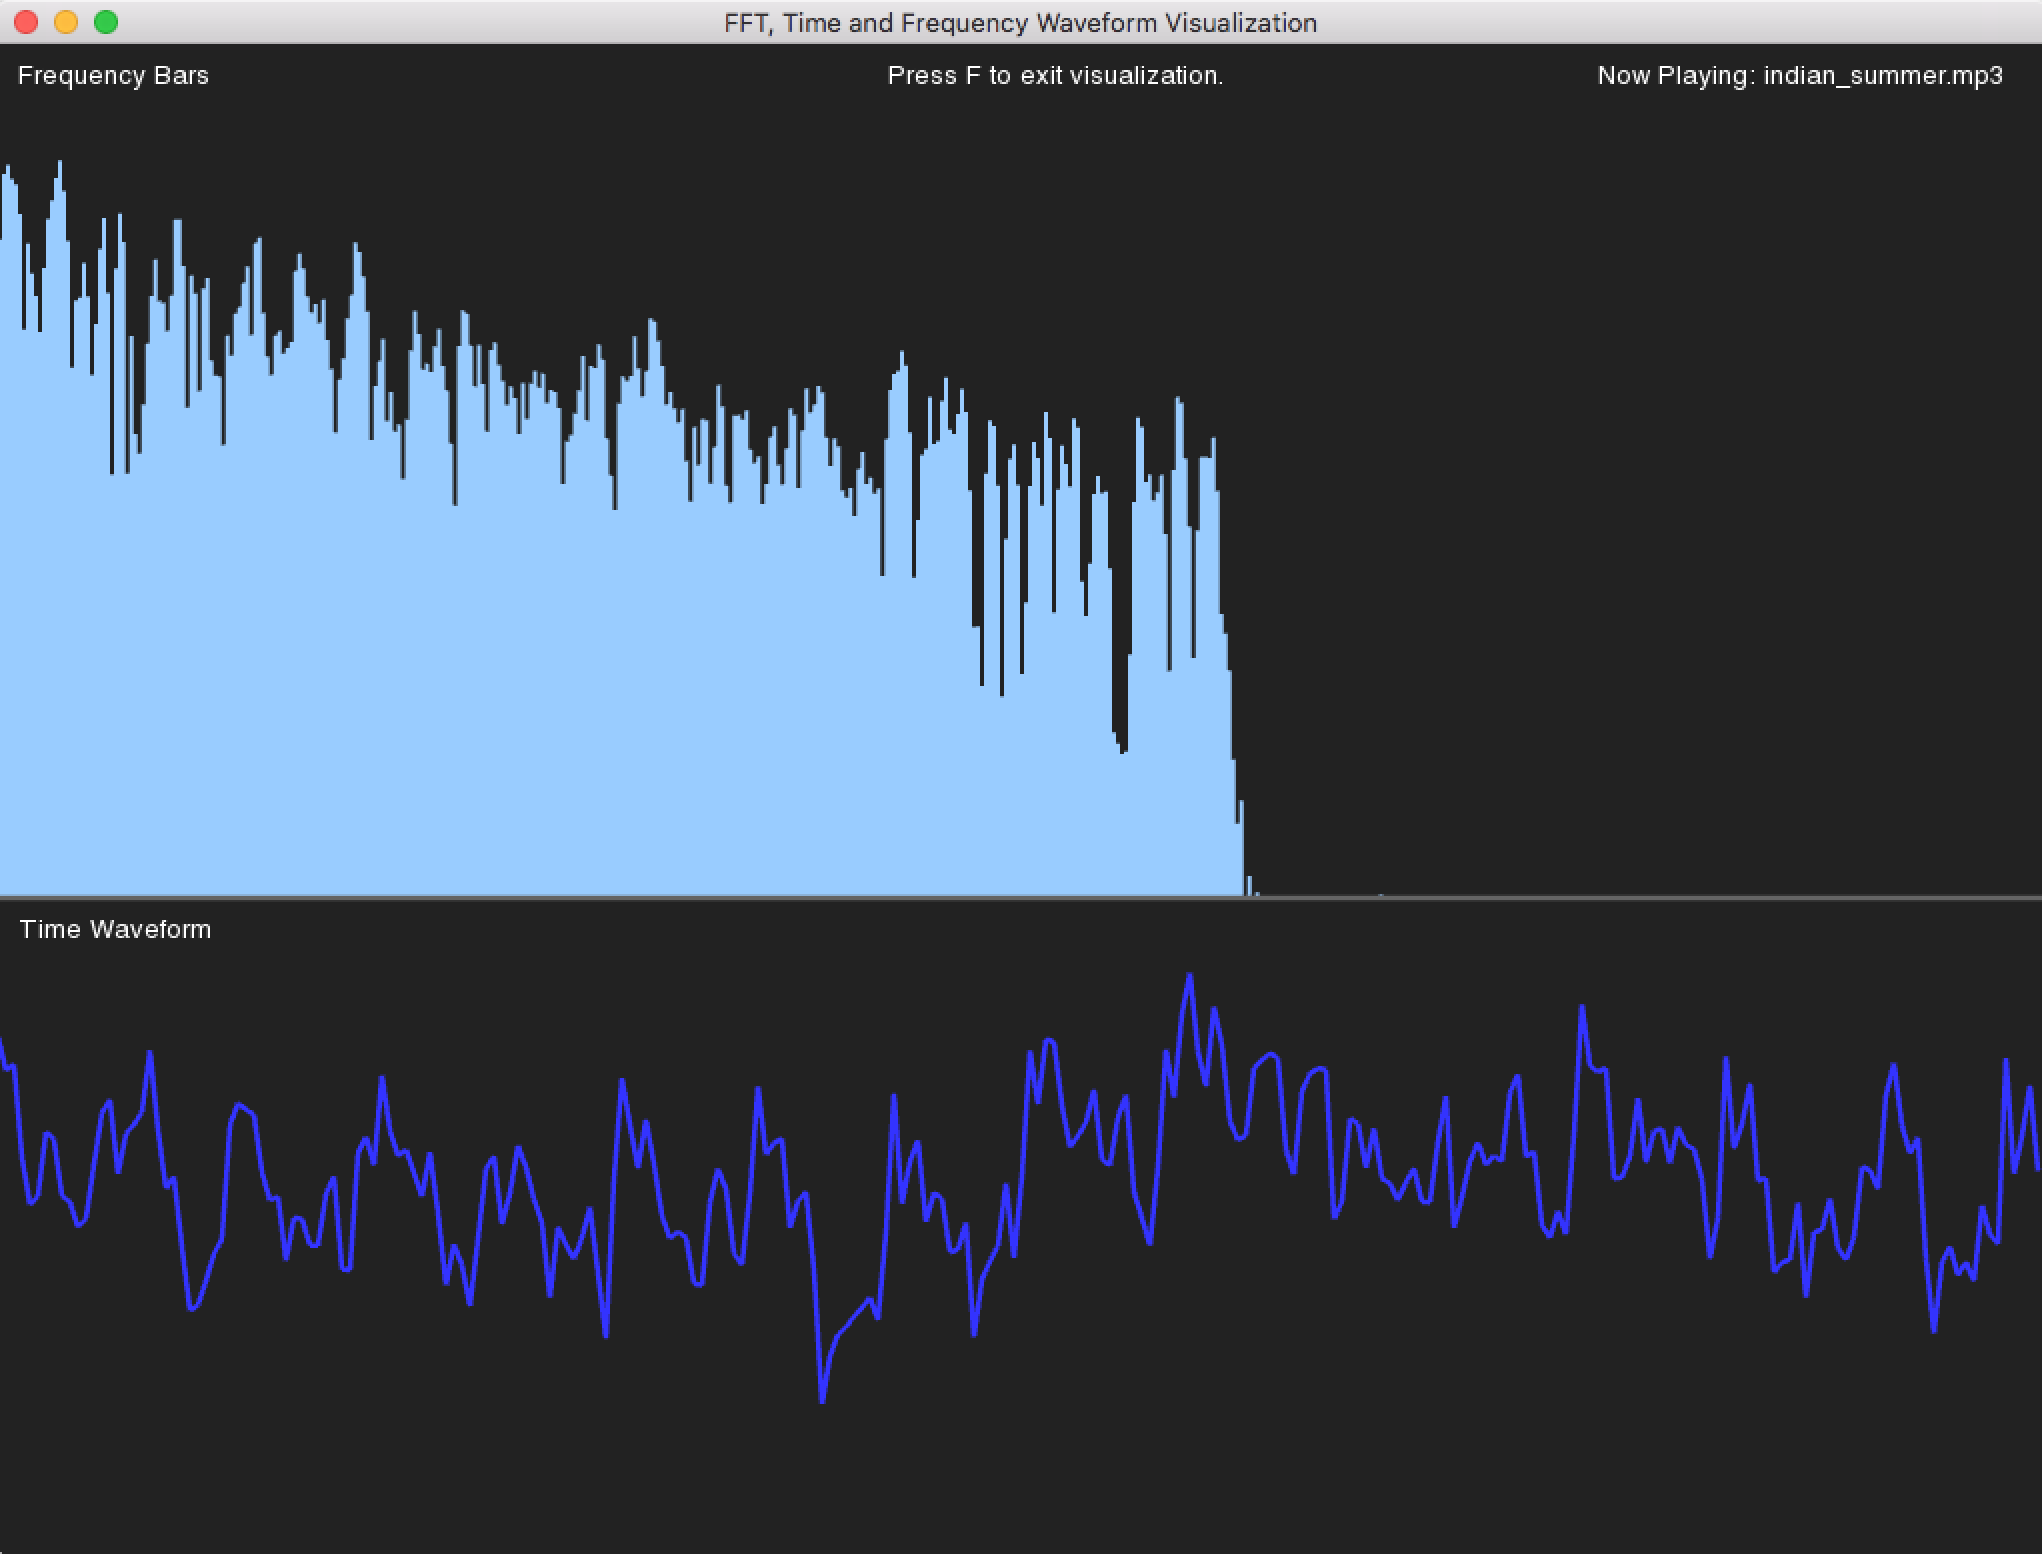 FFT, Time and Frequency Waveform Visualization
Frequency Bars
Press F to exit visualization.
Now Playing: indian_summer.mp3
Time Waveform